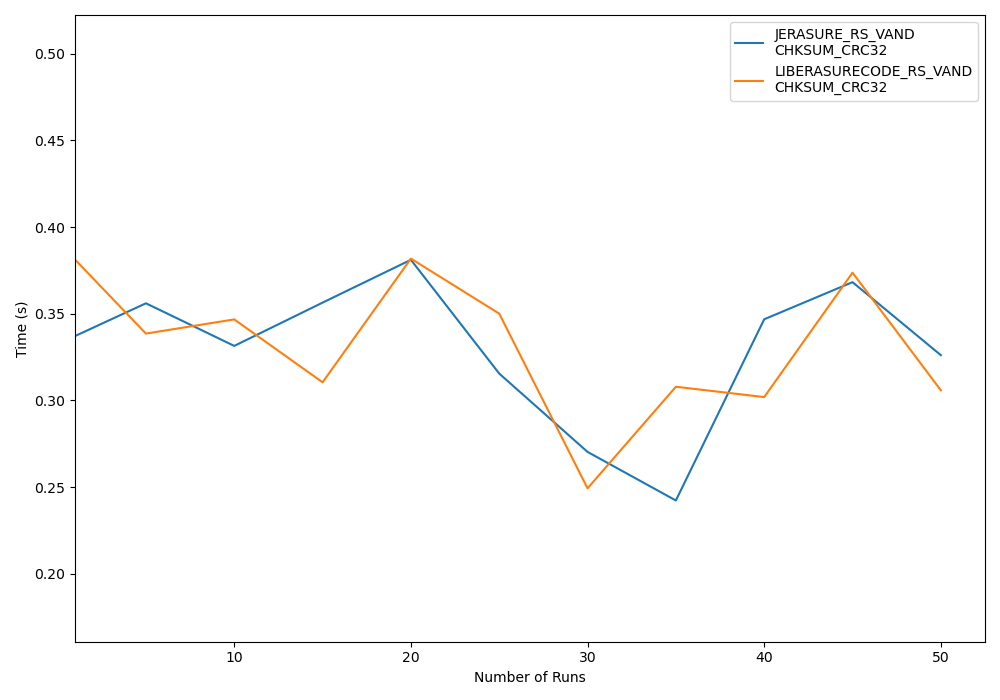 JERASURE_RS_VAND
CHKSUM_CRC32
LIBERASURECODE_RS_VAND
CHKSUM_CRC32
0.50
0.45
0.40
0.35
0.30
0.25
0.20
Time (s)
10 20 30 40 50
Number of Runs